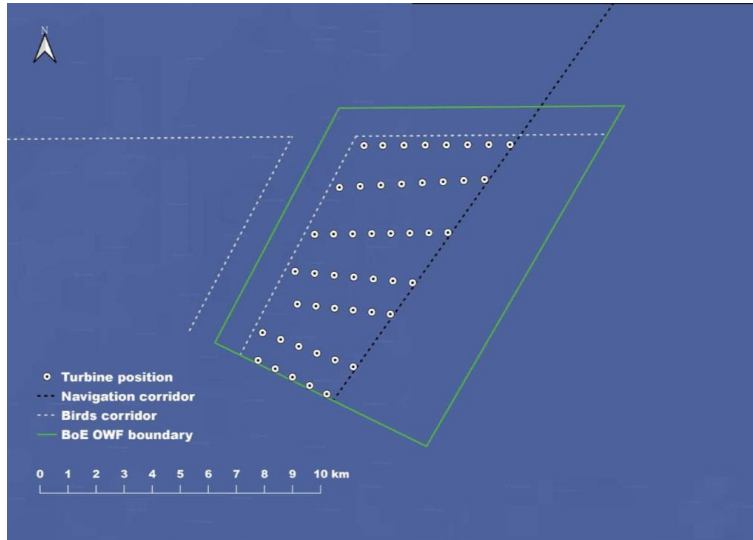 N
Turbine position
Navigation corridor
Birds corridor
BoE OWF boundary
0 1 2 3 4 5 6 7 8 9 10 km